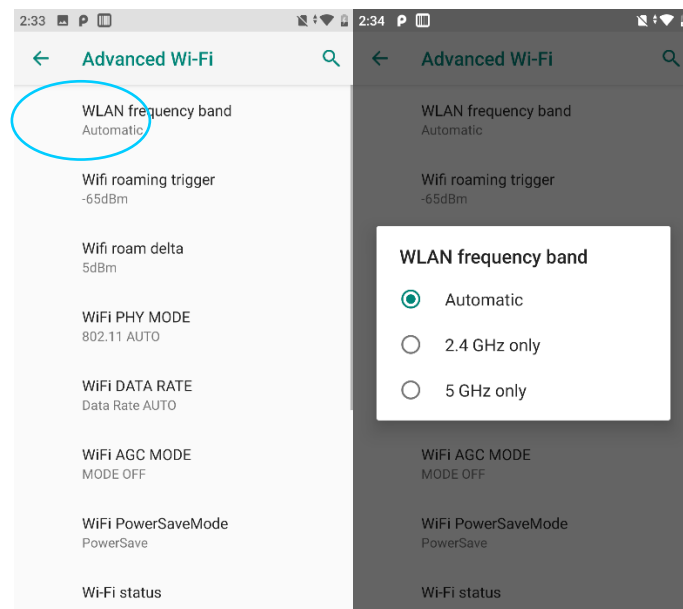 2:33
Advanced Wi-Fi
WLAN frequency band
Automatic
Wifi roaming trigger
-65dBm
Wifi roam delta
5dBm
WiFi PHY MODE
802.11 AUTO
WiFi DATA RATE
Data Rate AUTO
WiFi AGC MODE
MODE OFF
WiFi PowerSaveMode
PowerSave
Wi-Fi status
2:34
Advanced Wi-Fi
WLAN frequency band
Automatic
Wifi roaming trigger
-65dBm
WLAN frequency band
Automatic
2.4 GHz only
5 GHz only
WiFi AGC MODE
MODE OFF
WiFi PowerSaveMode
PowerSave
Wi-Fi status